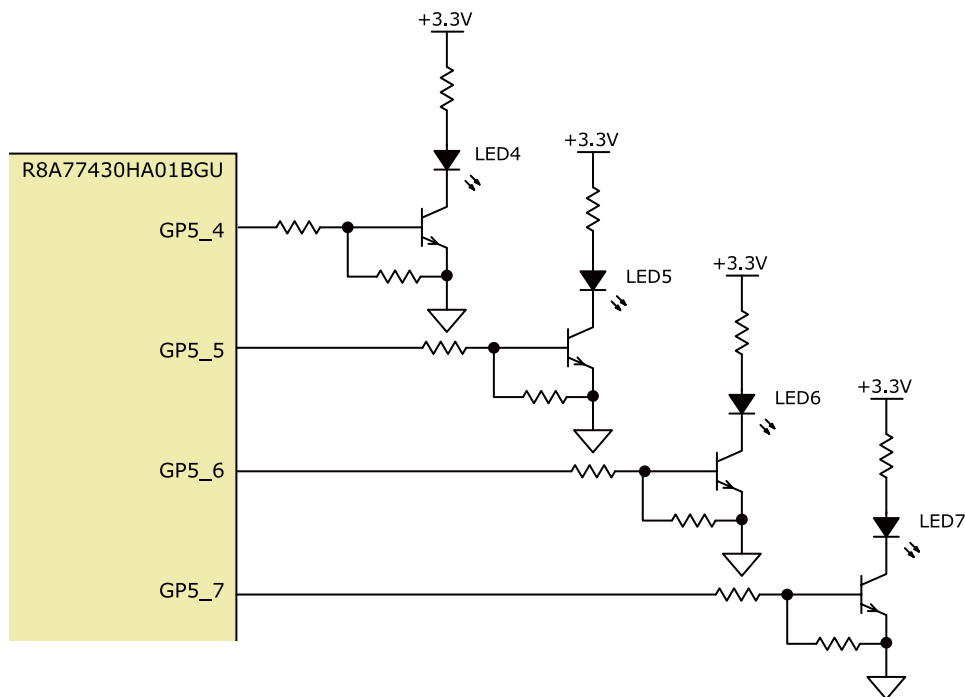 +3.3V
+3.3V
LED4
R8A77430HA01BGU
GP5_4
+3.3V
LED5
GP5_5
+3.3V
LED6
GP5_6
LED7
GP5_7